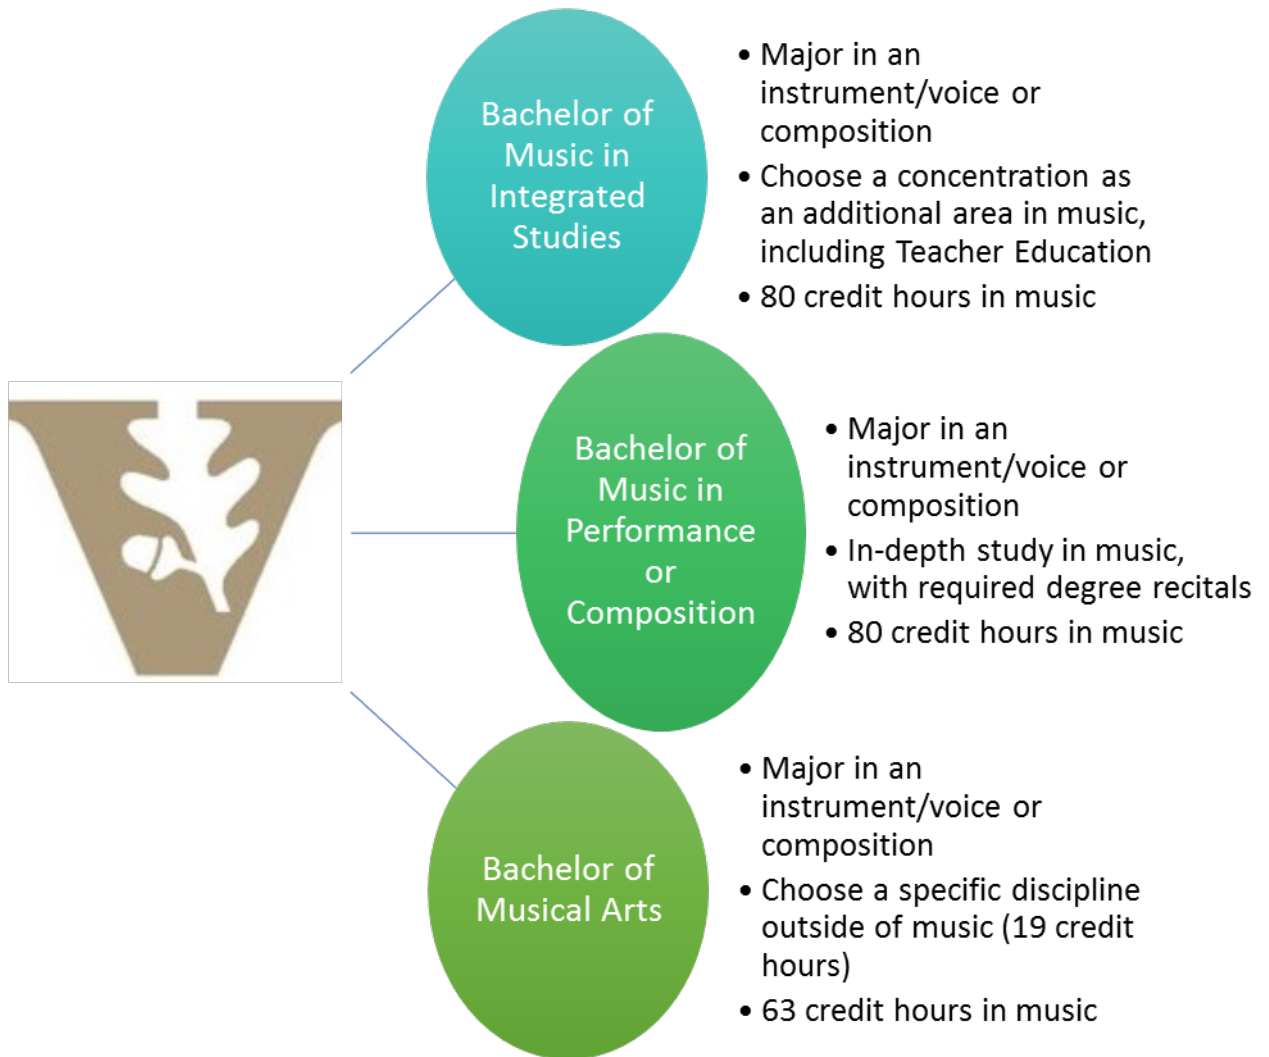 Bachelor of
Music in
Integrated
Studies
• Major in an
instrument/voice or
composition
• Choose a concentration as
an additional area in music,
including Teacher Education
• 80 credit hours in music
Bachelor of
Music in
Performance
or
Composition
• Major in an
instrument/voice or
composition
• In-depth study in music,
with required degree recitals
• 80 credit hours in music
Bachelor of
Musical Arts
• Major in an
instrument/voice or
composition
• Choose a specific discipline
outside of music (19 credit
hours)
• 63 credit hours in music